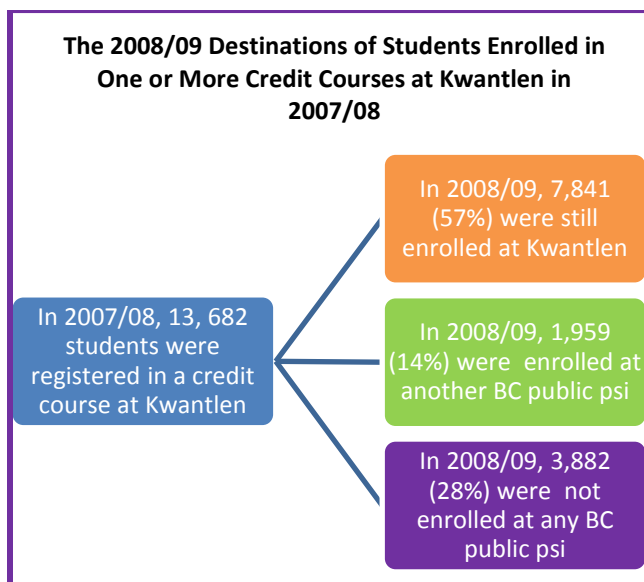 The 2008/09 Destinations of Students Enrolled in
One or More Credit Courses at Kwantlen in
2007/08
In 2007/08, 13, 682
students were
registered in a credit
course at Kwantlen
In 2008/09, 7,841
(57%) were still
enrolled at Kwantlen
In 2008/09, 1,959
(14%) were enrolled at
another BC public psi
In 2008/09, 3,882
(28%) were not
enrolled at any BC
public psi